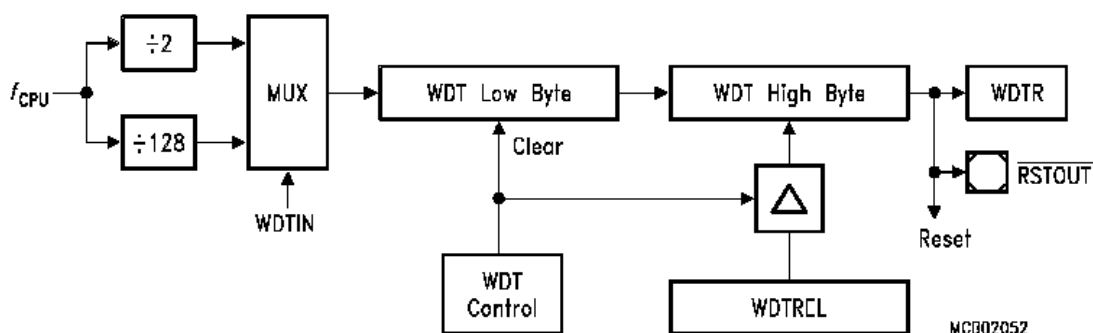 fCPU
÷2
÷128
MUX
WDTIN
WDT Low Byte
Clear
WDT Control
WDT High Byte
WDTREL
WDTR
RSTOUT
Reset
MCB02052